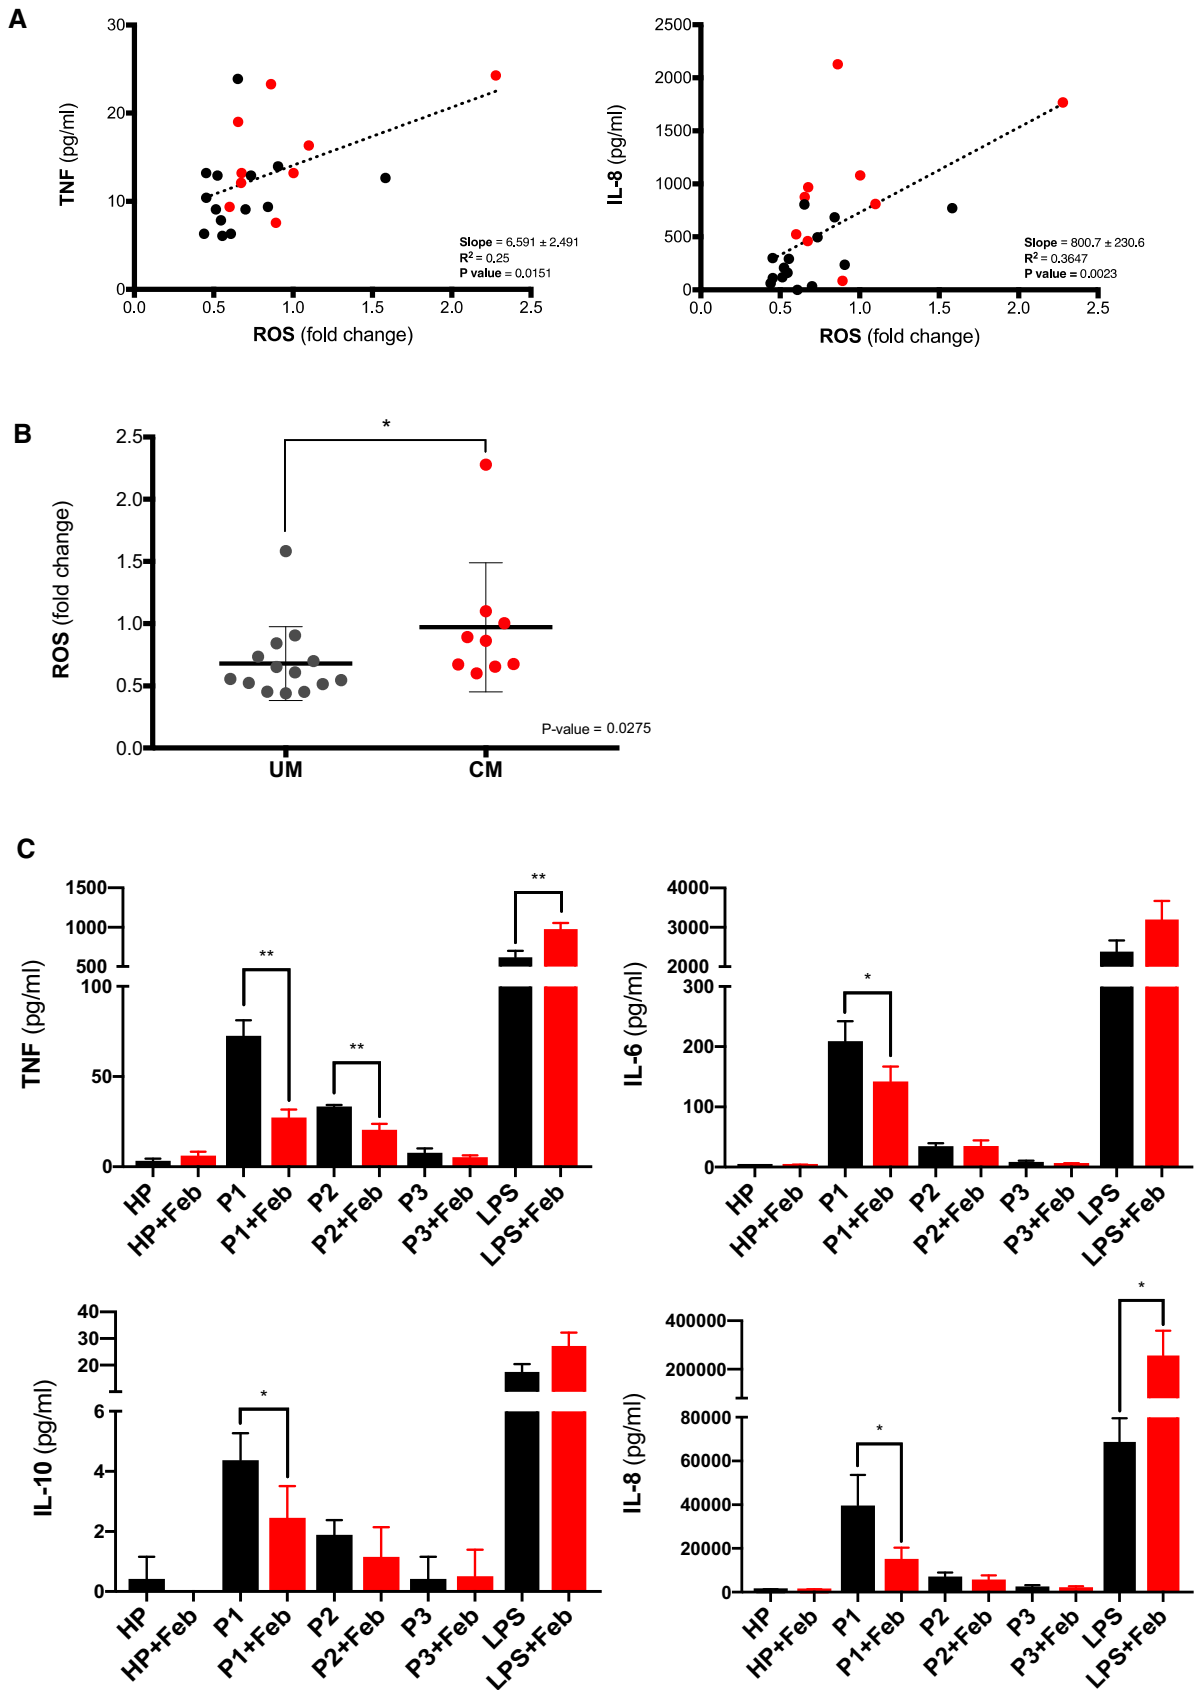 A
30
20
10
0
0.0 0.5 1.0 1.5 2.0 2.5
TNF (pg/ml)
ROS (fold change)
Slope = 6.591 ± 2.491
R² = 0.25
P value = 0.0151
2500
2000
1500
1000
500
0
0.0 0.5 1.0 1.5 2.0 2.5
IL-8 (pg/ml)
ROS (fold change)
Slope = 800.7 ± 230.6
R² = 0.3647
P value = 0.0023
B
*
2.5
2.0
1.5
1.0
0.5
0.0
ROS (fold change)
P-value = 0.0275
UM CM
C
1500
1000
500
100
50
0
TNF (pg/ml)
**
**
**
HP HP+Feb P1 P1+Feb P2 P2+Feb P3 P3+Feb LPS LPS+Feb
4000
3000
2000
300
200
100
0
IL-6 (pg/ml)
*
HP HP+Feb P1 P1+Feb P2 P2+Feb P3 P3+Feb LPS LPS+Feb
40
30
20
6
4
2
0
IL-10 (pg/ml)
*
HP HP+Feb P1 P1+Feb P2 P2+Feb P3 P3+Feb LPS LPS+Feb
400000
200000
80000
60000
40000
20000
0
IL-8 (pg/ml)
*
*
HP HP+Feb P1 P1+Feb P2 P2+Feb P3 P3+Feb LPS LPS+Feb